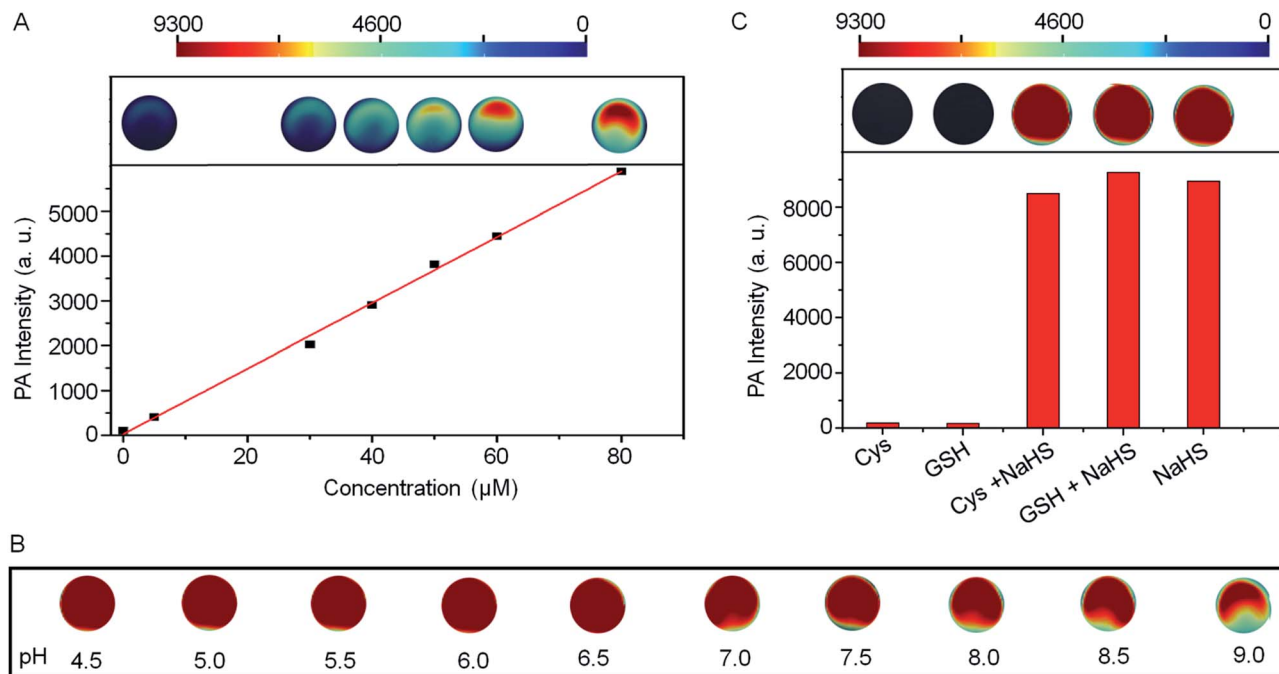 A
9300 4600 0
PA Intensity (a. u.)
5000
4000
3000
2000
1000
0
0 20 40 60 80
Concentration (µM)
C
9300 4600 0
PA Intensity (a. u.)
8000
6000
4000
2000
0
Cys GSH Cys +NaHS GSH + NaHS NaHS
B
pH 4.5 5.0 5.5 6.0 6.5 7.0 7.5 8.0 8.5 9.0